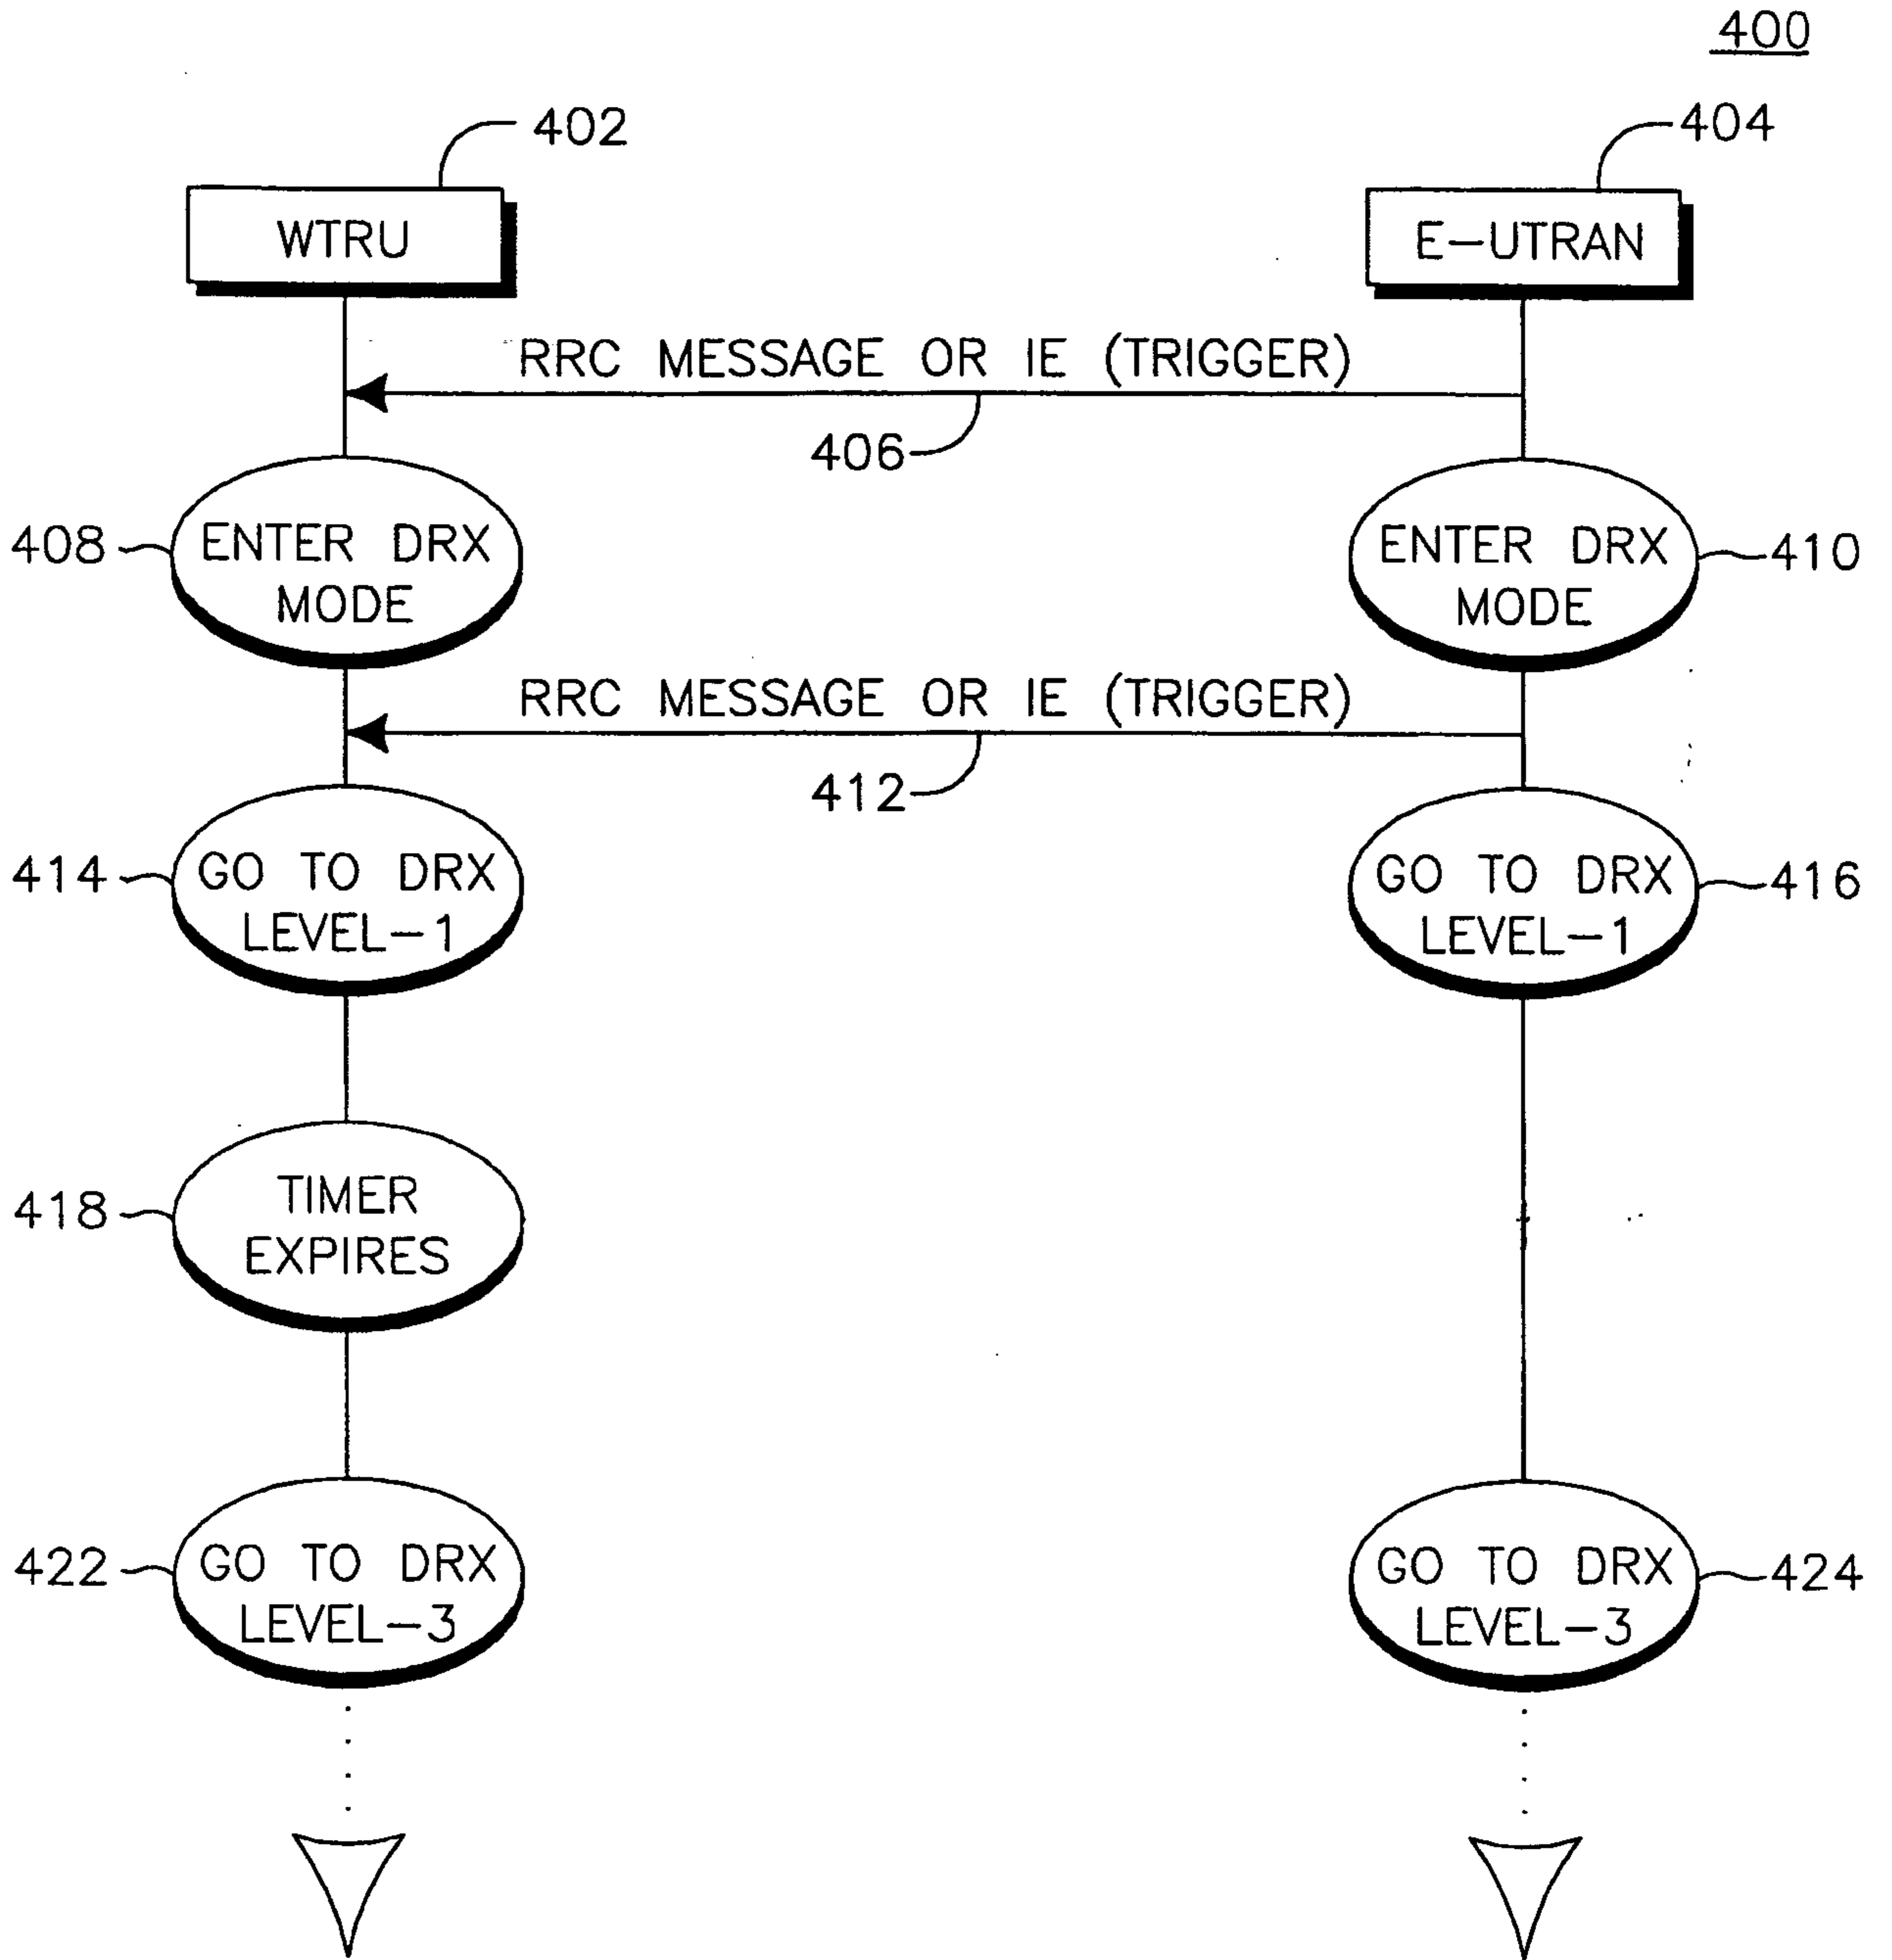 400
402
404
WTRU
E-UTRAN
RRC MESSAGE OR IE (TRIGGER)
406
408
ENTER DRX
MODE
ENTER DRX
MODE
410
RRC MESSAGE OR IE (TRIGGER)
412
414
GO TO DRX
LEVEL-1
GO TO DRX
LEVEL-1
416
418
TIMER
EXPIRES
422
GO TO DRX
LEVEL-3
GO TO DRX
LEVEL-3
424